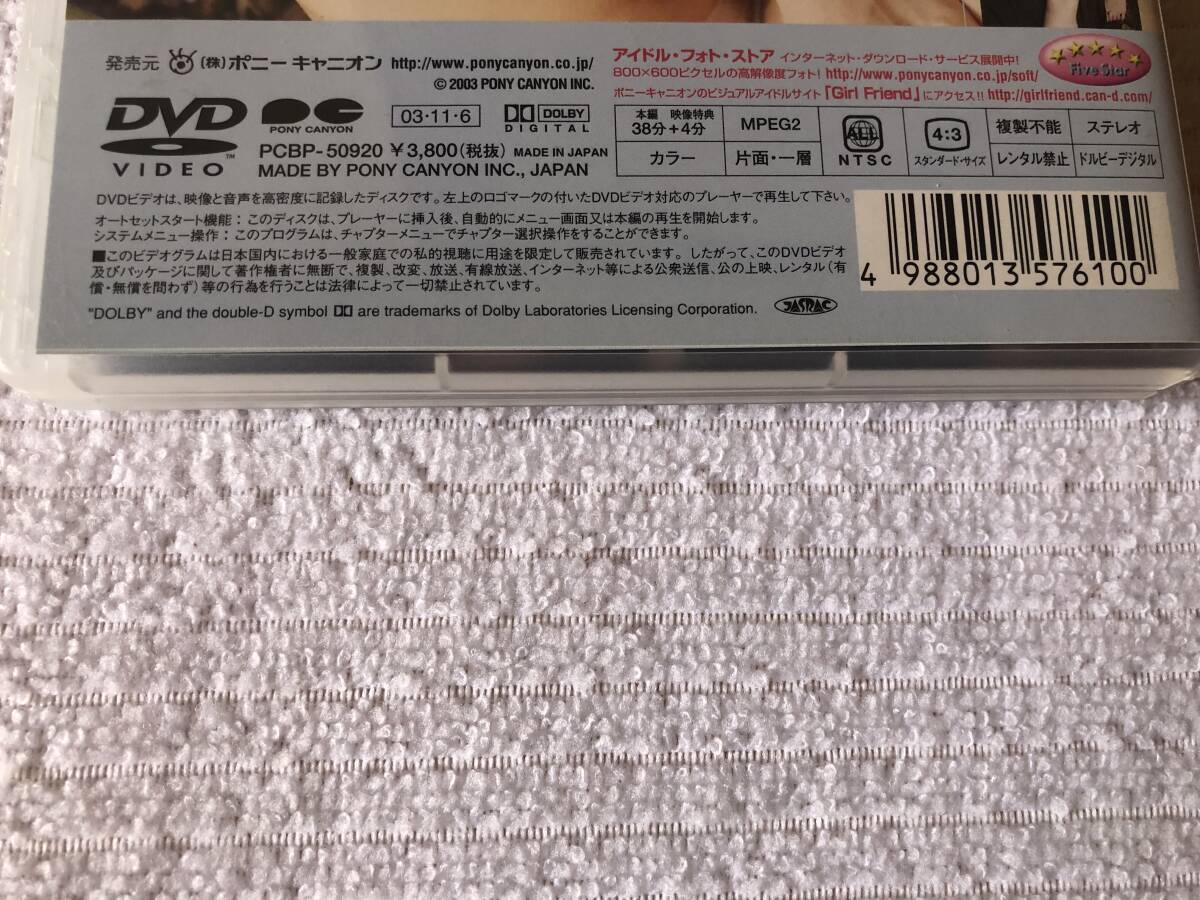 発売元 (株)ポニーキャニオン http://www.ponycanyon.co.jp/
© 2003 PONY CANYON INC.
アイドル・フォト・ストア インターネット・ダウンロード・サービス展開中!
800×600ピクセルの高解像度フォト! http://www.ponycanyon.co.jp/soft/
ポニーキャニオンのビジュアルアイドルサイト「Girl Friend」にアクセス!! http://girlfriend.can-d.com/
Five Star
DVD
VIDEO
PONY CANYON
03・11・6
DOLBY
DIGITAL
PCBP-50920 ¥3,800(税抜) MADE IN JAPAN
MADE BY PONY CANYON INC., JAPAN
本編 映像特典
38分+4分
MPEG2
カラー
片面・一層
ALL
NTSC
4:3
スタンダード・サイズ
複製不能
ステレオ
レンタル禁止
ドルビーデジタル
DVDビデオは、映像と音声を高密度に記録したディスクです。左上のロゴマークの付いたDVDビデオ対応のプレーヤーで再生して下さい。
オートセットスタート機能：このディスクは、プレーヤーに挿入後、自動的にメニュー画面又は本編の再生を開始します。
システムメニュー操作：このプログラムは、チャプターメニューでチャプター選択操作をすることができます。
■このビデオグラムは日本国内における一般家庭での私的視聴に用途を限定して販売されています。したがって、このDVDビデオ
及びパッケージに関して著作権者に無断で、複製、改変、放送、有線放送、インターネット等による公衆送信、公の上映、レンタル(有
償・無償を問わず)等の行為を行うことは法律によって一切禁止されています。
"DOLBY" and the double-D symbol are trademarks of Dolby Laboratories Licensing Corporation.
JASRAC
4 988013 576100